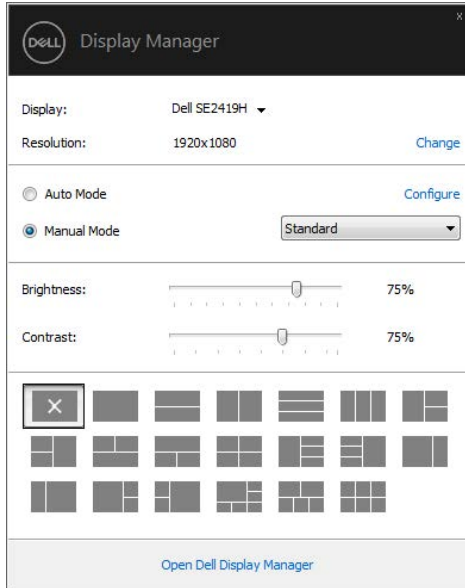 x
DELL Display Manager
Display: Dell SE2419H
Resolution: 1920x1080 Change
Auto Mode Configure
Manual Mode Standard
Brightness: 75%
Contrast: 75%
Open Dell Display Manager